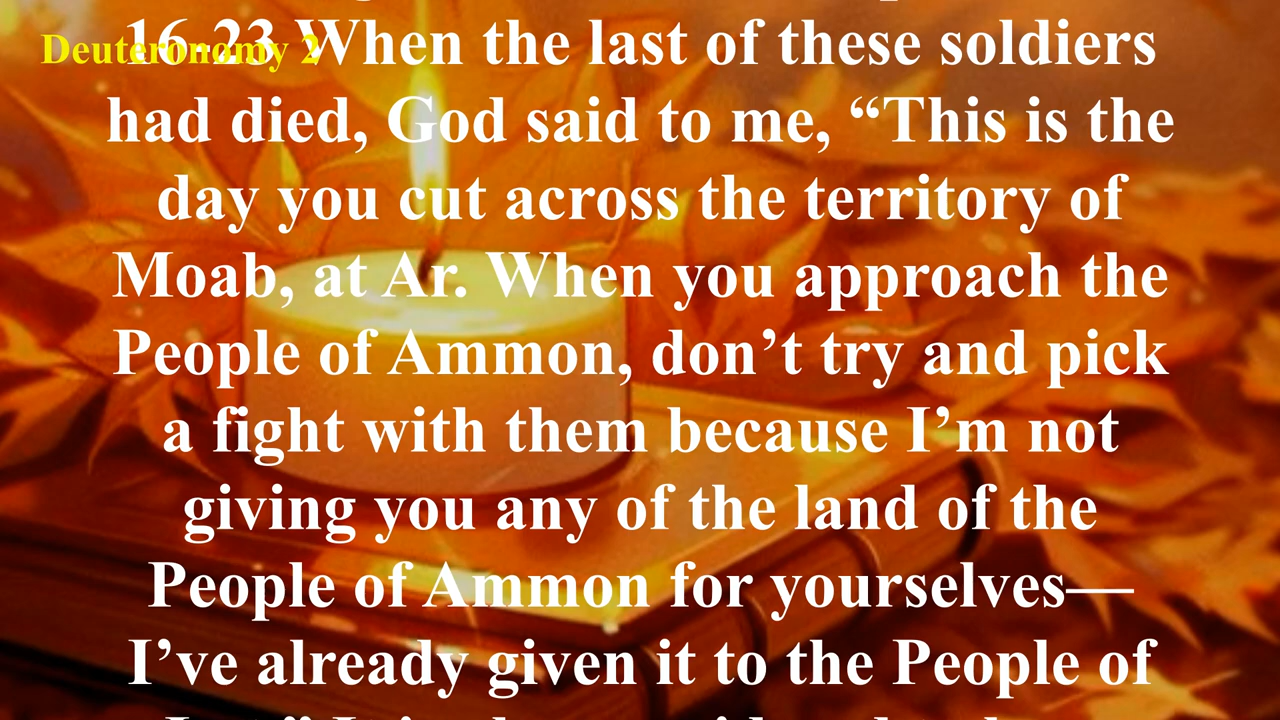 Deuteronomy 2
16-23 When the last of these soldiers
had died, God said to me, “This is the
day you cut across the territory of
Moab, at Ar. When you approach the
People of Ammon, don’t try and pick
a fight with them because I’m not
giving you any of the land of the
People of Ammon for yourselves—
I’ve already given it to the People of